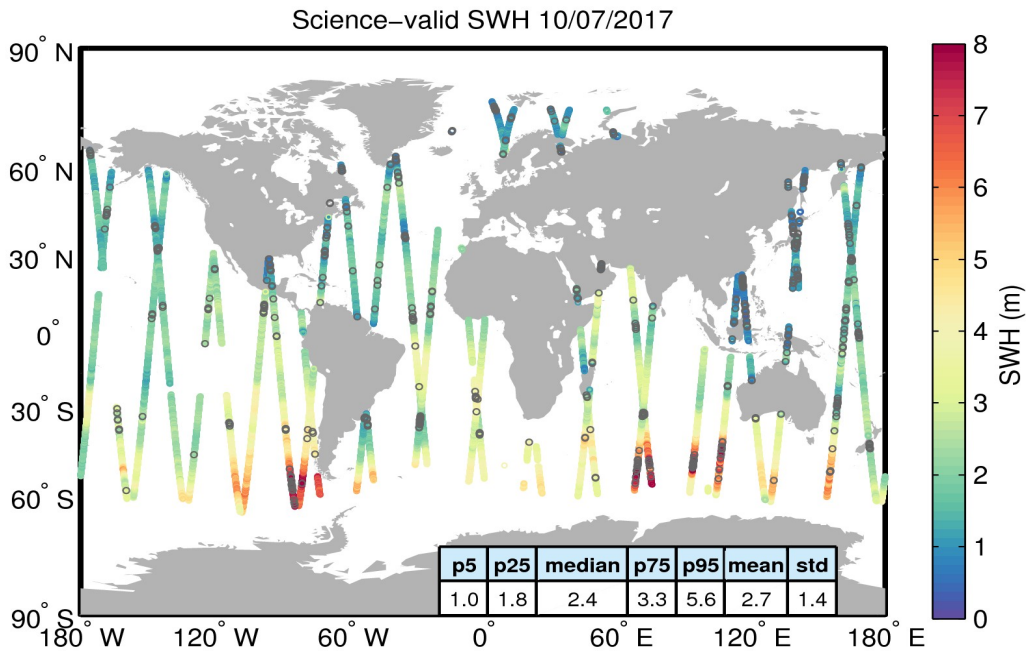 Science−valid SWH 10/07/2017
90° N
60° N
30° N
0°
30° S
60° S
90° S
180° W
120° W
60° W
0°
60° E
120° E
180° E
p5 p25 median p75 p95 mean std
1.0 1.8 2.4 3.3 5.6 2.7 1.4
8
7
6
5
4
3
2
1
0
SWH (m)